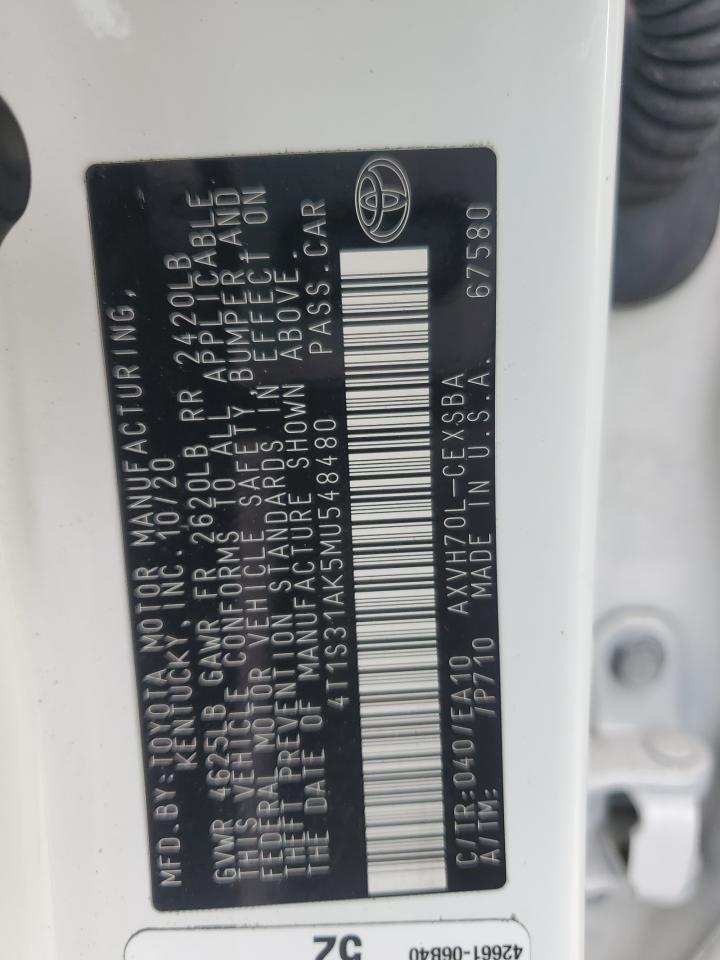 MFD.BY:TOYOTA MOTOR MANUFACTURING,
KENTUCKY, INC. 10/20
GVWR 4625LB GAWR FR 2620LB RR 2420LB
THIS VEHICLE CONFORMS TO ALL APPLICABLE
FEDERAL MOTOR VEHICLE SAFETY, BUMPER, AND
THEFT PREVENTION STANDARDS IN EFFECT ON
THE DATE OF MANUFACTURE SHOWN ABOVE.
4T1S31AK5MU548480 PASS.CAR
C/TR:040/EA10 AXVH70L-CEXSBA
A/TM: /P710 MADE IN U.S.A. 67580
42661-06B40
52